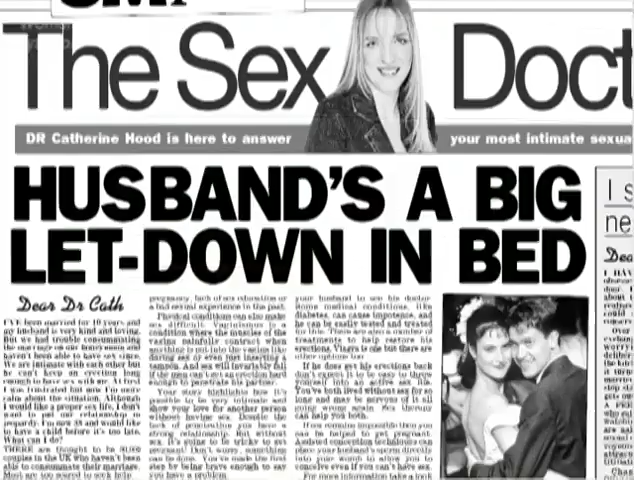 The Sex Doct
DR Catherine Hood is here to answer your most intimate sexua
HUSBAND'S A BIG
LET-DOWN IN BED
Dear Dr Cath
I'VE been married for 10 years and
my husband is very kind and loving.
But we had trouble consummating
the marriage on our honeymoon and
haven't been able to have sex since.
We are intimate with each other but
he can't keep an erection long
enough to have sex with me. At first
I was frustrated but now I'm more
calm about the situation. Although
I would like a proper sex life, I don't
want to put our relationship in
jeopardy. I'm now 38 and would like
to have a child before it's too late.
What can I do?
THERE are thought to be
couples in the UK who haven't been
able to consummate their marriage.
Most are too scared to seek help
pregnancy, lack of sex education or
a bad sexual experience in the past.
Physical conditions can also make
sex difficult. Vaginismus is a
condition where the muscles of the
vagina painfully contract when
anything is put into the vagina like
during sex or even just inserting a
tampon. And sex will invariably fail
if the man can't get an erection hard
enough to penetrate his partner.
Your story highlights how it's
possible to be very intimate and
show your love for another person
without having sex. Despite the
lack of penetration you have a
strong relationship. But without
sex, it's going to be tricky to get
pregnant! Don't worry, something
can be done. You've made the first
step by being brave enough to say
you have a problem.
your husband to see his doctor.
Some medical conditions, like
diabetes, can cause impotence, and
he can be easily tested and treated
for this. There are also a number of
treatments to help restore his
erections. Viagra is one but there are
other options too.
If he does get his erections back
don't expect it to be easy to throw
yourself into an active sex life.
You've both lived without sex for so
long and may be nervous of it all
going wrong again. Sex therapy
can help you both.
If you remain impossible then you
can be helped to get pregnant.
Assisted conception techniques can
place your husband's sperm directly
into your womb to allow you to
conceive even if you can't have sex.
For more information take a look
I s
ne
Dea